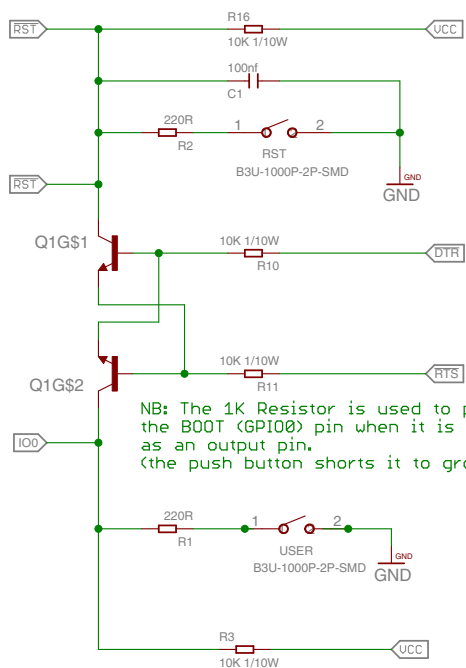 R16
RST
VCC
10K 1/10W
100nf
C1
220R
1
2
R2
RST
B3U-1000P-2P-SMD
RST
GND
GND
Q1G$1
DTR
10K 1/10W
R10
10K 1/10W
RTS
R11
Q1G$2
NB: The 1K Resistor is used to
the BOOT (GPIO0) pin when it is
as an output pin.
(the push button shorts it to
IO0
220R
1
2
R1
USER
B3U-1000P-2P-SMD
GND
GND
R3
VCC
10K 1/10W